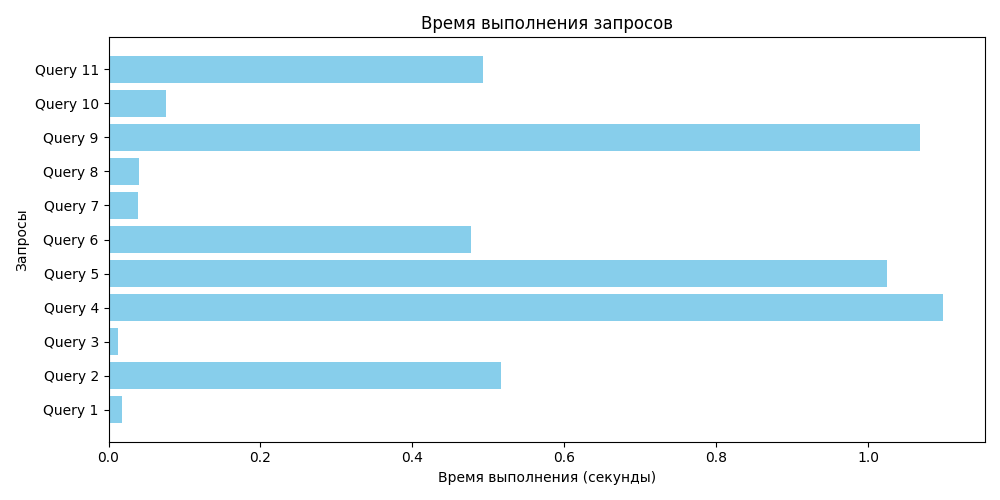 Время выполнения запросов
Запросы
Query 11
Query 10
Query 9
Query 8
Query 7
Query 6
Query 5
Query 4
Query 3
Query 2
Query 1
0.0 0.2 0.4 0.6 0.8 1.0
Время выполнения (секунды)